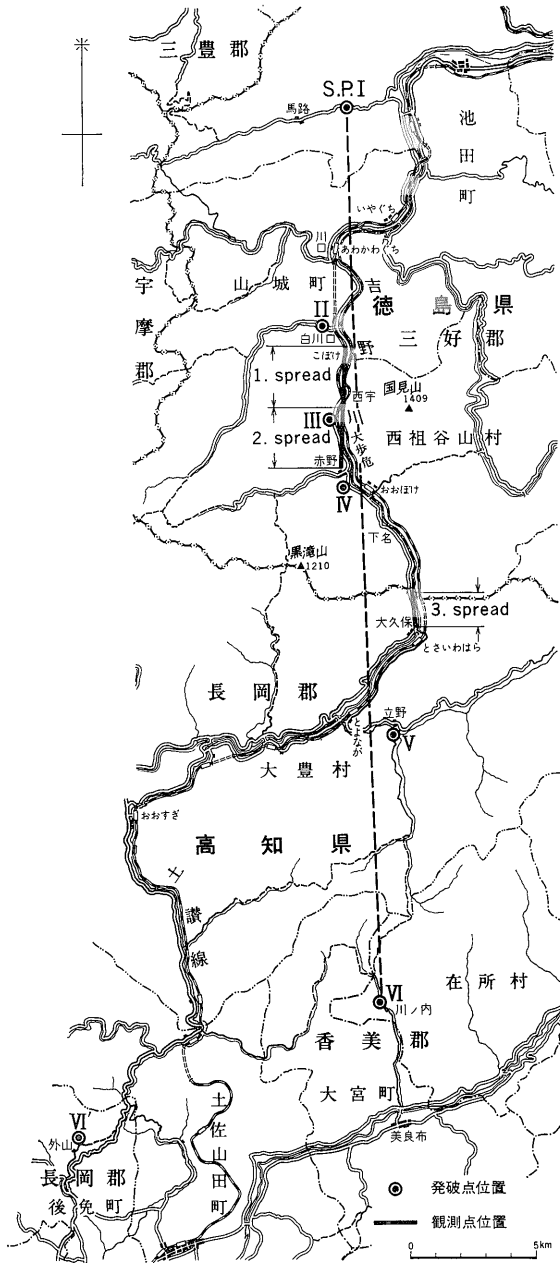 三豊郡
S.P.I
馬路
池田町
いやぐち
川口
あわかわぐち
宇摩郡
山城町
吉野川
徳島県
三好郡
II
白川口
こぼけ
1. spread
西宇
国見山
1409
III
2. spread
大歩危
西祖谷山村
赤野
IV
おおぼけ
下名
黒滝山
1210
3. spread
大久保
とさいわはら
長岡郡
立野
とよなが
V
大豊村
おおすぎ
高知県
土讃線
VI
川ノ内
在所村
香美郡
大宮町
土佐山田町
VI
外山
美良布
長岡郡
後免町
発破点位置
観測点位置
0 5km